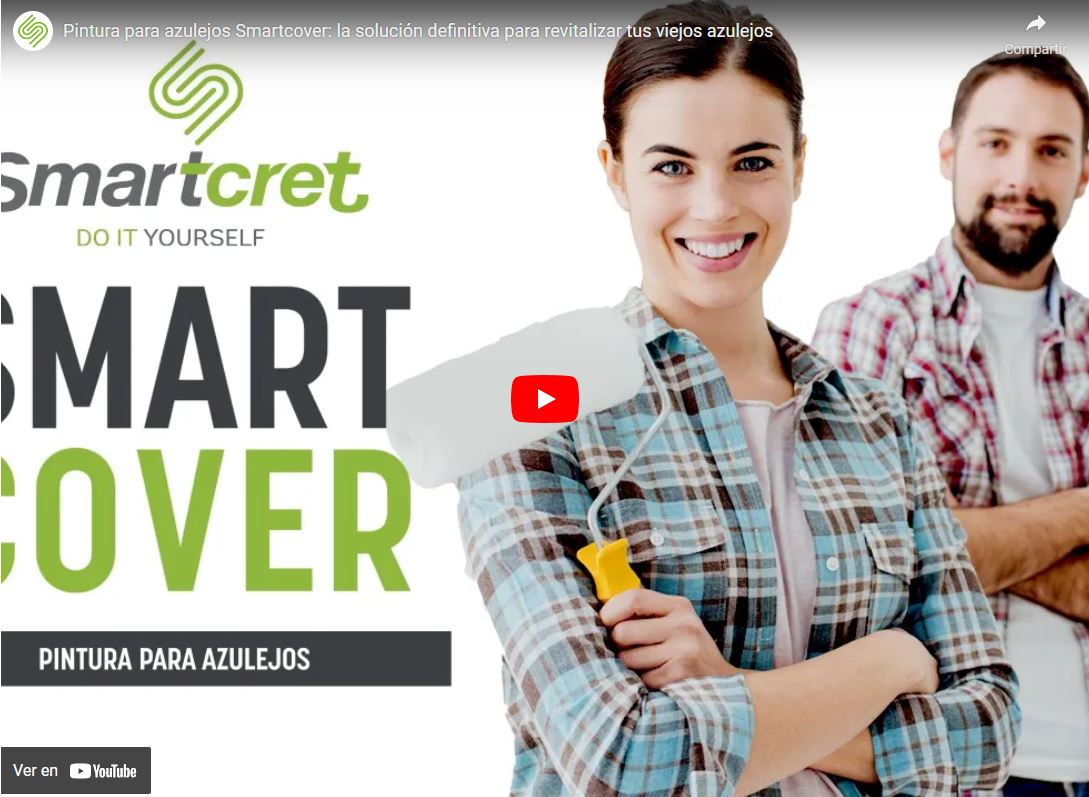 Pintura para azulejos Smartcover: la solución definitiva para revitalizar tus viejos azulejos
Compartir
Smartcret
DO IT YOURSELF
SMART
COVER
PINTURA PARA AZULEJOS
Ver en YouTube